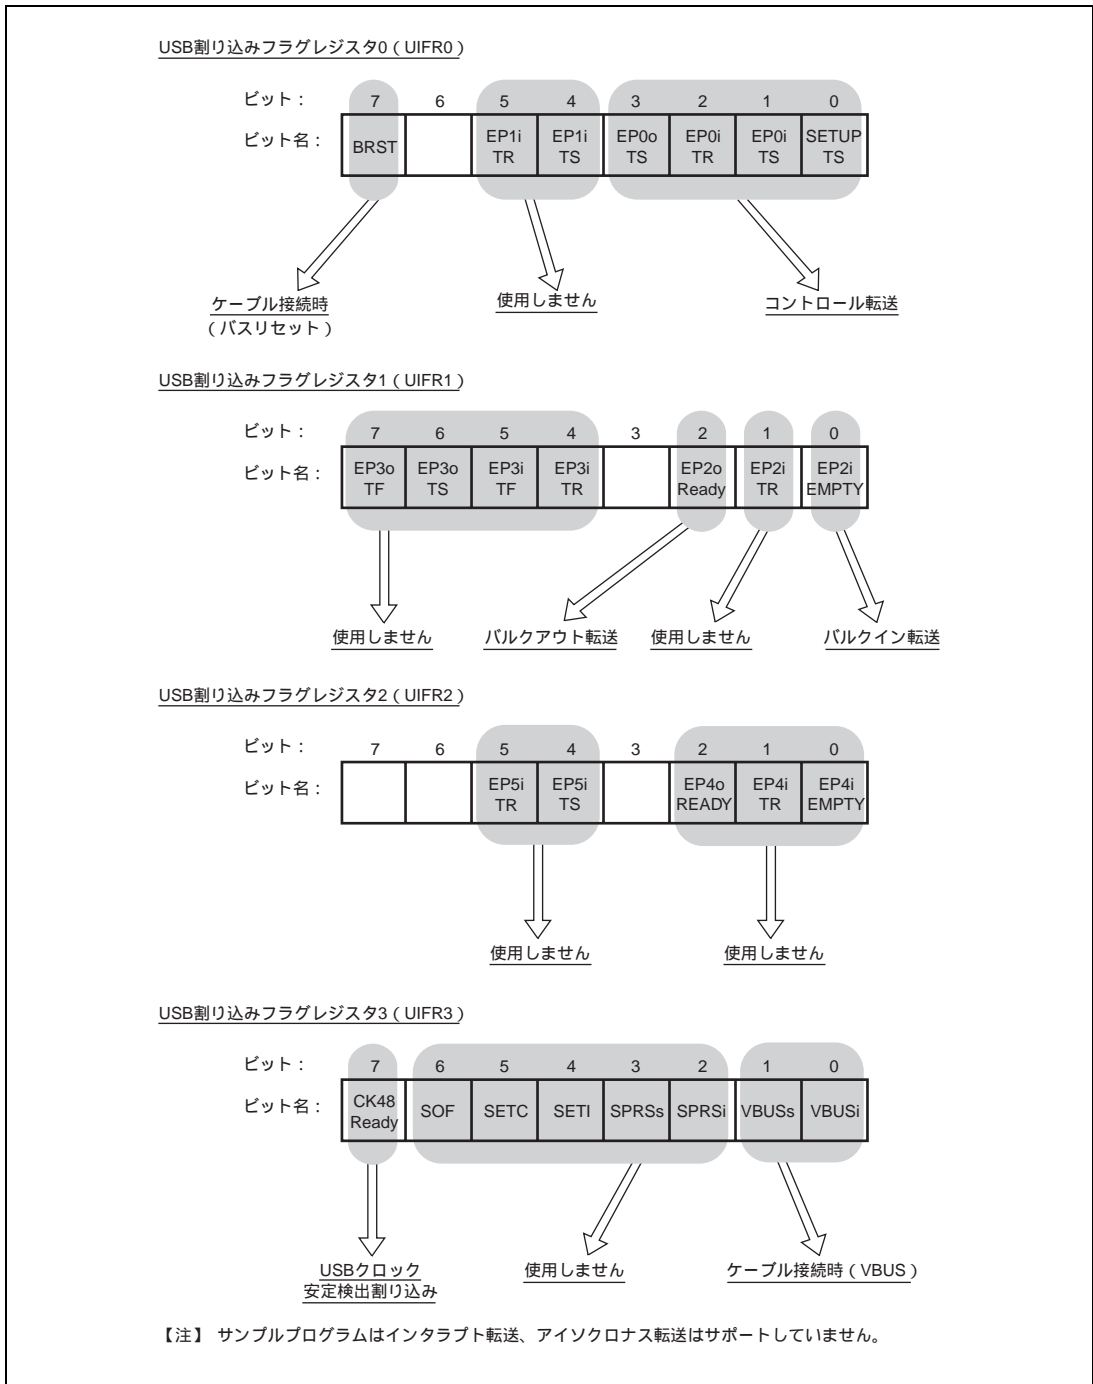 USB割り込みフラグレジスタ0（UIFR0）
ビット： 7 6 5 4 3 2 1 0
ビット名： BRST EP1i TR EP1i TS EP0o TS EP0i TR EP0i TS SETUP TS
ケーブル接続時
（バスリセット）
使用しません
コントロール転送
USB割り込みフラグレジスタ1（UIFR1）
ビット： 7 6 5 4 3 2 1 0
ビット名： EP3o TF EP3o TS EP3i TF EP3i TR EP2o Ready EP2i TR EP2i EMPTY
使用しません
バルクアウト転送
使用しません
バルクイン転送
USB割り込みフラグレジスタ2（UIFR2）
ビット： 7 6 5 4 3 2 1 0
ビット名： EP5i TR EP5i TS EP4o READY EP4i TR EP4i EMPTY
使用しません
使用しません
USB割り込みフラグレジスタ3（UIFR3）
ビット： 7 6 5 4 3 2 1 0
ビット名： CK48 Ready SOF SETC SETI SPRSs SPRSi VBUSs VBUSi
USBクロック
安定検出割り込み
使用しません
ケーブル接続時（VBUS）
【注】 サンプルプログラムはインタラプト転送、アイソクロナス転送はサポートしていません。